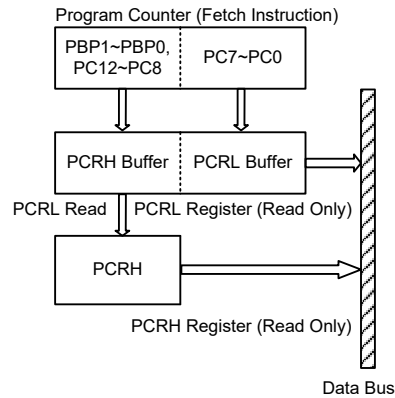 Program Counter (Fetch Instruction)
PBP1~PBP0,
PC12~PC8
PC7~PC0
PCRH Buffer
PCRL Buffer
PCRL Read
PCRL Register (Read Only)
PCRH
PCRH Register (Read Only)
Data Bus